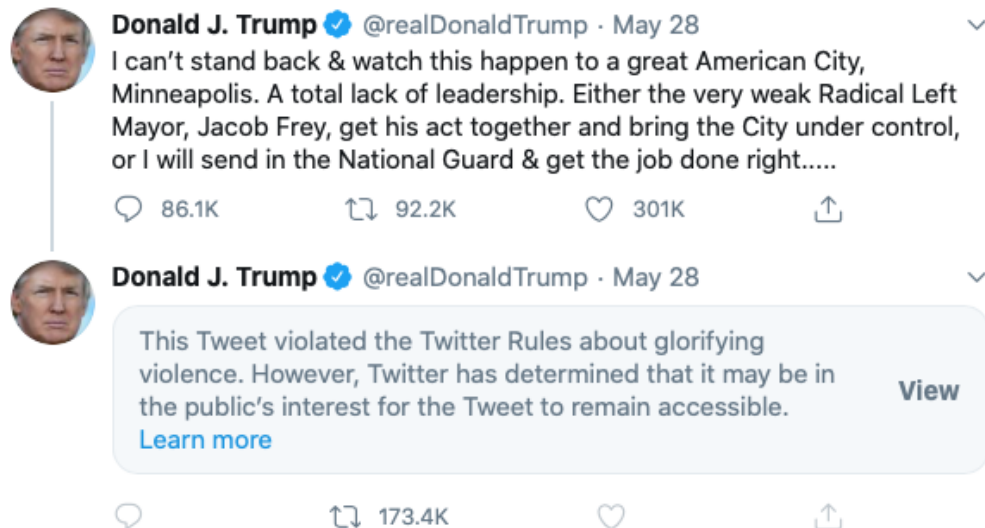 Donald J. Trump @realDonaldTrump · May 28
I can't stand back & watch this happen to a great American City,
Minneapolis. A total lack of leadership. Either the very weak Radical Left
Mayor, Jacob Frey, get his act together and bring the City under control,
or I will send in the National Guard & get the job done right.....
86.1K 92.2K 301K
Donald J. Trump @realDonaldTrump · May 28
This Tweet violated the Twitter Rules about glorifying
violence. However, Twitter has determined that it may be in
the public's interest for the Tweet to remain accessible.
Learn more
View
173.4K